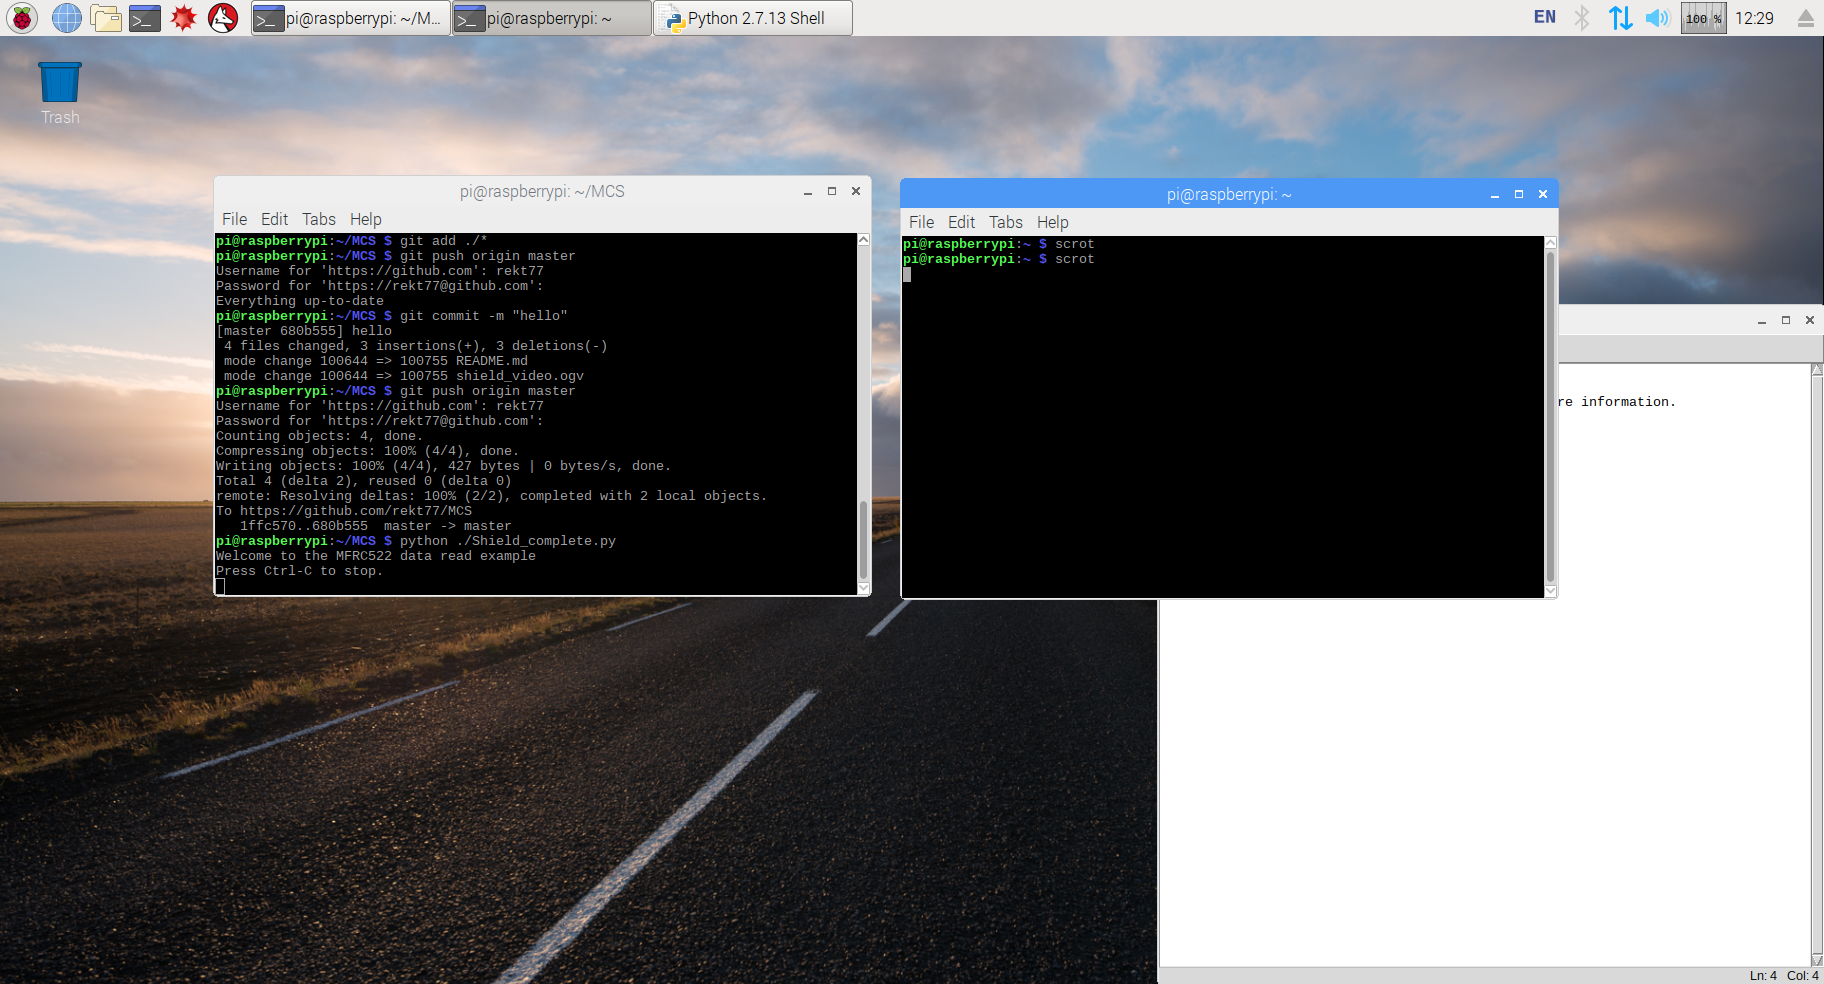 pi@raspberrypi: ~/M...
pi@raspberrypi: ~
Python 2.7.13 Shell
EN
100 %
12:29
Trash
pi@raspberrypi: ~/MCS
File Edit Tabs Help
pi@raspberrypi:~/MCS $ git add ./*
pi@raspberrypi:~/MCS $ git push origin master
Username for 'https://github.com': rekt77
Password for 'https://rekt77@github.com':
Everything up-to-date
pi@raspberrypi:~/MCS $ git commit -m "hello"
[master 680b555] hello
 4 files changed, 3 insertions(+), 3 deletions(-)
 mode change 100644 => 100755 README.md
 mode change 100644 => 100755 shield_video.ogv
pi@raspberrypi:~/MCS $ git push origin master
Username for 'https://github.com': rekt77
Password for 'https://rekt77@github.com':
Counting objects: 4, done.
Compressing objects: 100% (4/4), done.
Writing objects: 100% (4/4), 427 bytes | 0 bytes/s, done.
Total 4 (delta 2), reused 0 (delta 0)
remote: Resolving deltas: 100% (2/2), completed with 2 local objects.
To https://github.com/rekt77/MCS
   1ffc570..680b555  master -> master
pi@raspberrypi:~/MCS $ python ./Shield_complete.py
Welcome to the MFRC522 data read example
Press Ctrl-C to stop.
pi@raspberrypi: ~
File Edit Tabs Help
pi@raspberrypi:~ $ scrot
pi@raspberrypi:~ $ scrot
re information.
Ln: 4 Col: 4